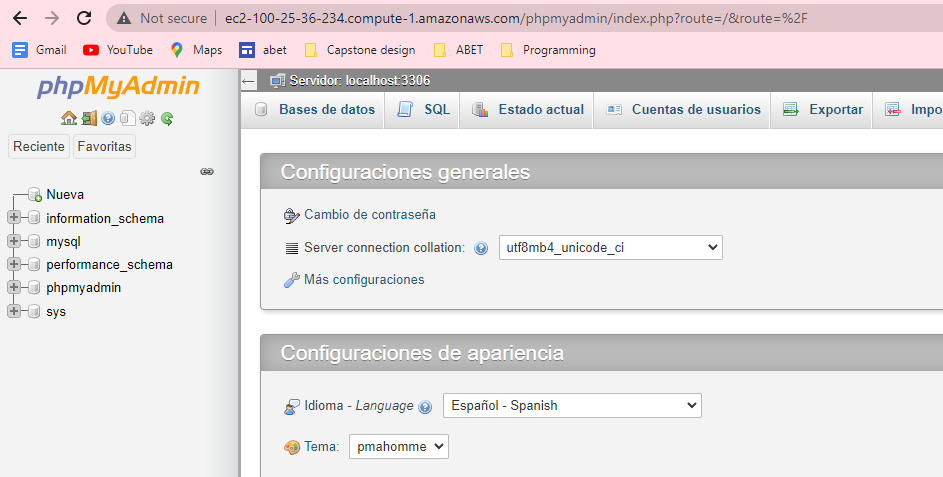 Not secure | ec2-100-25-36-234.compute-1.amazonaws.com/phpmyadmin/index.php?route=/&route=%2F
Gmail YouTube Maps abet Capstone design ABET Programming
phpMyAdmin
Reciente Favoritas
Nueva
information_schema
mysql
performance_schema
phpmyadmin
sys
Servidor: localhost:3306
Bases de datos SQL Estado actual Cuentas de usuarios Exportar Impo
Configuraciones generales
Cambio de contraseña
Server connection collation: utf8mb4_unicode_ci
Más configuraciones
Configuraciones de apariencia
Idioma - Language Español - Spanish
Tema: pmahomme